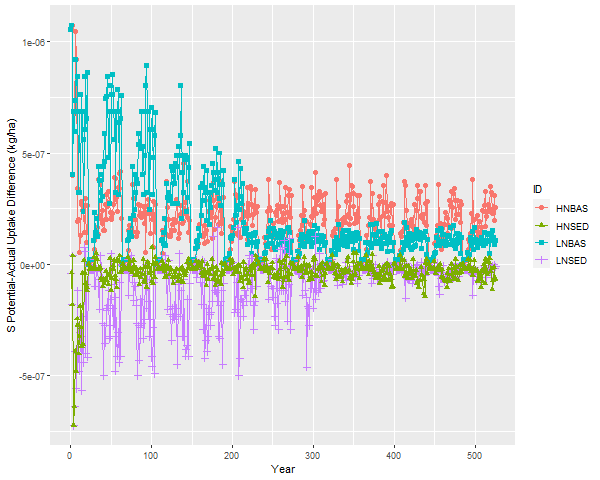 S Potential-Actual Uptake Difference (kg/ha)
1e-06
5e-07
0e+00
-5e-07
0
100
200
300
400
500
Year
ID
HNBAS
HNSED
LNBAS
LNSED